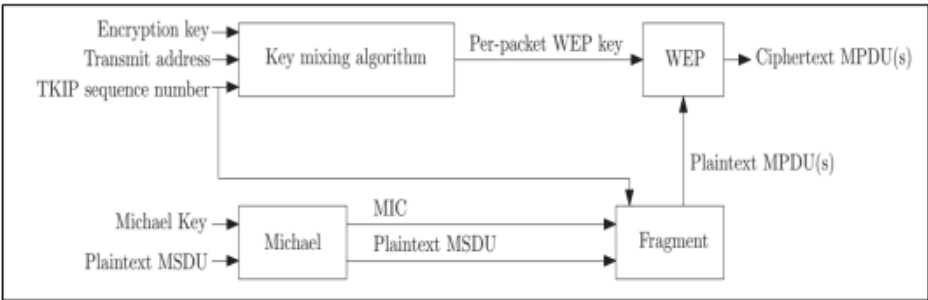 Encryption key
Transmit address
TKIP sequence number
Key mixing algorithm
Per-packet WEP key
WEP
Ciphertext MPDU(s)
Plaintext MPDU(s)
Michael Key
Plaintext MSDU
Michael
MIC
Plaintext MSDU
Fragment